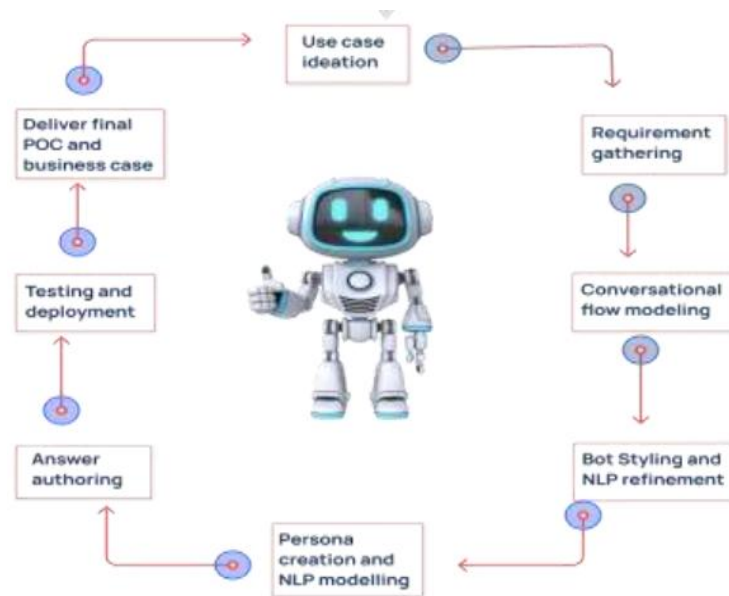 Use case
ideation
Requirement
gathering
Conversational
flow modeling
Bot Styling and
NLP refinement
Persona
creation and
NLP modelling
Answer
authoring
Testing and
deployment
Deliver final
POC and
business case